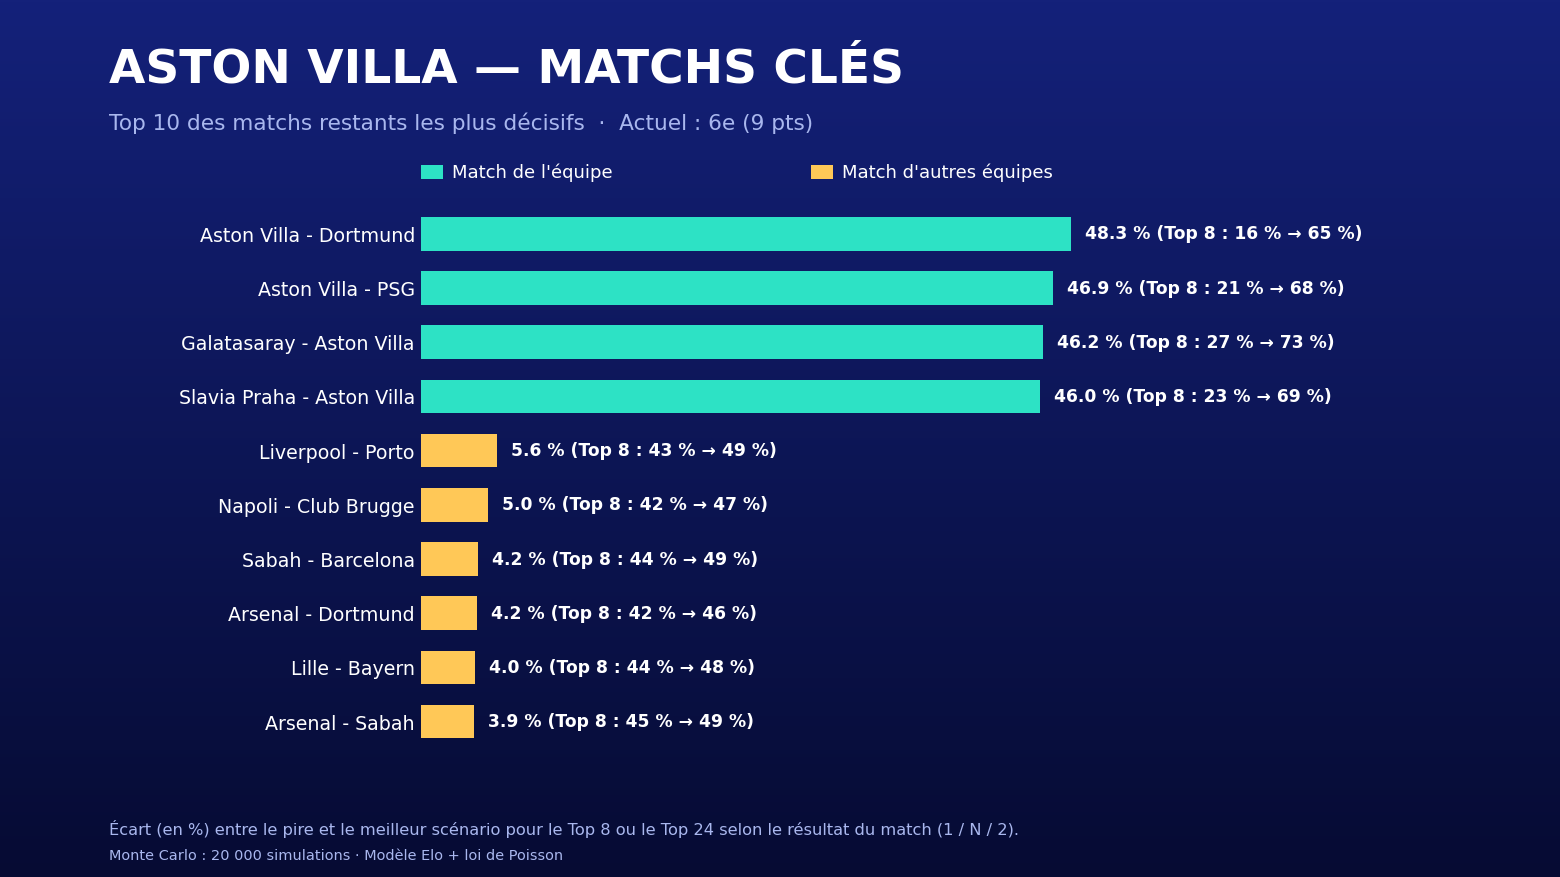 ASTON VILLA — MATCHS CLÉS
Top 10 des matchs restants les plus décisifs · Actuel : 6e (9 pts)
Match de l'équipe
Match d'autres équipes
Aston Villa - Dortmund 48.3 % (Top 8 : 16 % → 65 %)
Aston Villa - PSG 46.9 % (Top 8 : 21 % → 68 %)
Galatasaray - Aston Villa 46.2 % (Top 8 : 27 % → 73 %)
Slavia Praha - Aston Villa 46.0 % (Top 8 : 23 % → 69 %)
Liverpool - Porto 5.6 % (Top 8 : 43 % → 49 %)
Napoli - Club Brugge 5.0 % (Top 8 : 42 % → 47 %)
Sabah - Barcelona 4.2 % (Top 8 : 44 % → 49 %)
Arsenal - Dortmund 4.2 % (Top 8 : 42 % → 46 %)
Lille - Bayern 4.0 % (Top 8 : 44 % → 48 %)
Arsenal - Sabah 3.9 % (Top 8 : 45 % → 49 %)
Écart (en %) entre le pire et le meilleur scénario pour le Top 8 ou le Top 24 selon le résultat du match (1 / N / 2).
Monte Carlo : 20 000 simulations · Modèle Elo + loi de Poisson